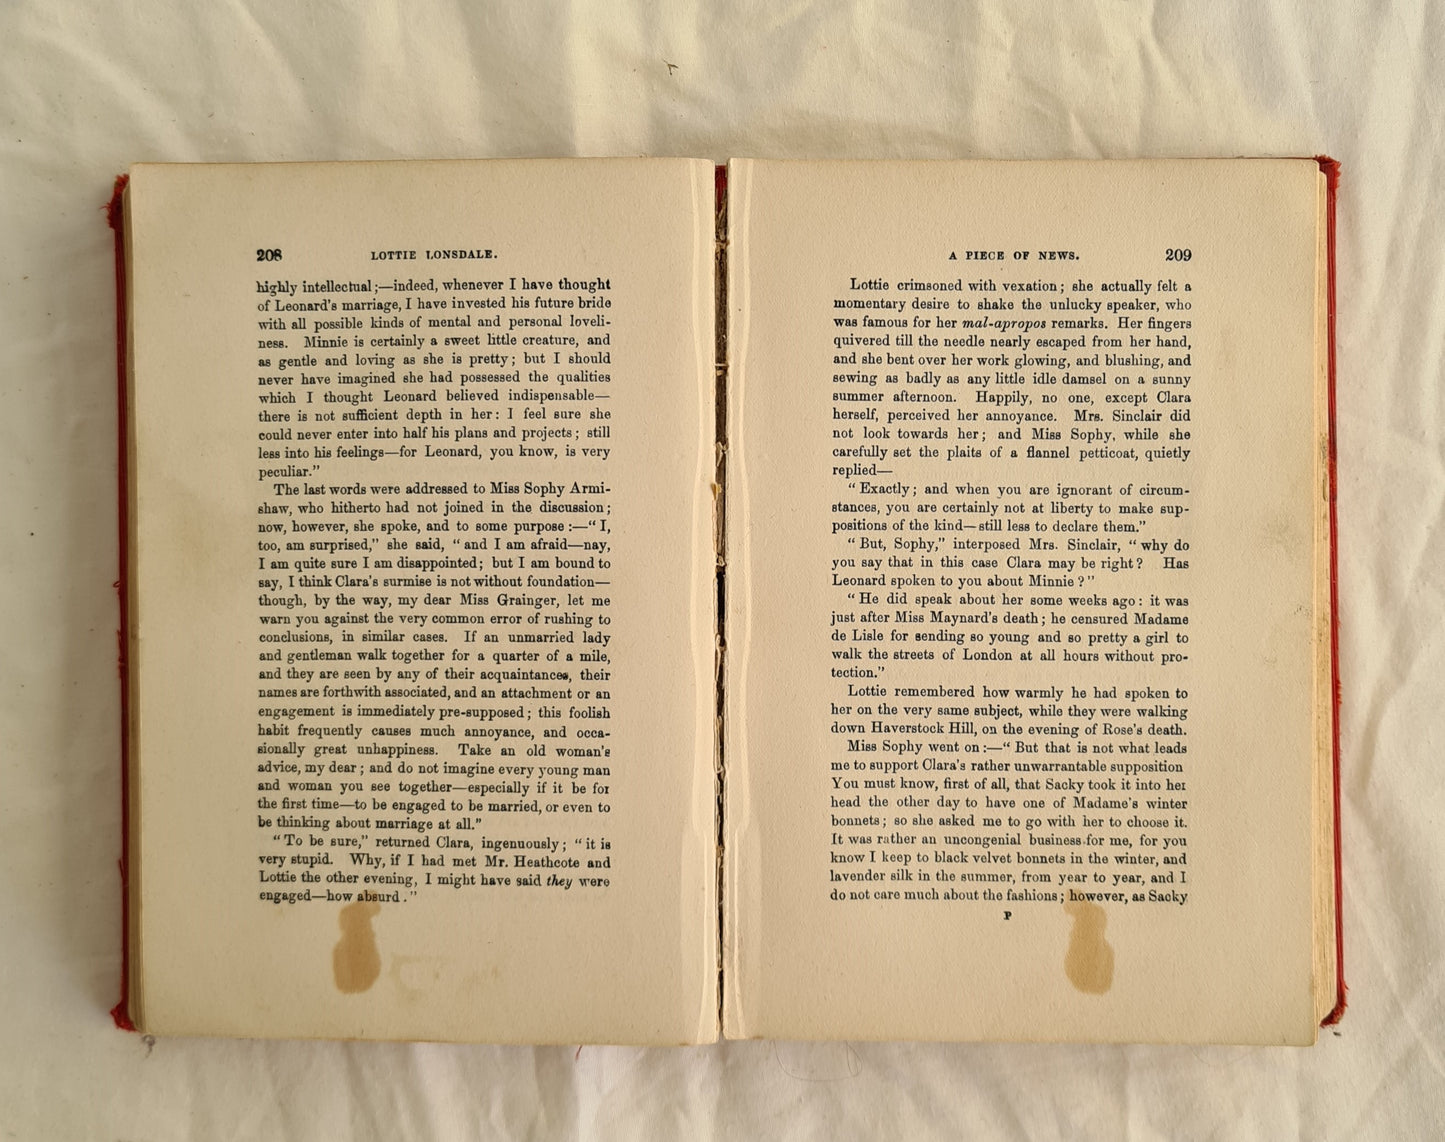 208 LOTTIE LONSDALE.
highly intellectual;—indeed, whenever I have thought
of Leonard's marriage, I have invested his future bride
with all possible kinds of mental and personal loveli-
ness. Minnie is certainly a sweet little creature, and
as gentle and loving as she is pretty; but I should
never have imagined she had possessed the qualities
which I thought Leonard believed indispensable—
there is not sufficient depth in her: I feel sure she
could never enter into half his plans and projects; still
less into his feelings—for Leonard, you know, is very
peculiar."
The last words were addressed to Miss Sophy Armi-
shaw, who hitherto had not joined in the discussion;
now, however, she spoke, and to some purpose:—"I,
too, am surprised," she said, "and I am afraid—nay,
I am quite sure I am disappointed; but I am bound to
say, I think Clara's surmise is not without foundation—
though, by the way, my dear Miss Grainger, let me
warn you against the very common error of rushing to
conclusions, in similar cases. If an unmarried lady
and gentleman walk together for a quarter of a mile,
and they are seen by any of their acquaintances, their
names are forthwith associated, and an attachment or an
engagement is immediately pre-supposed; this foolish
habit frequently causes much annoyance, and occa-
sionally great unhappiness. Take an old woman's
advice, my dear; and do not imagine every young man
and woman you see together—especially if it be for
the first time—to be engaged to be married, or even to
be thinking about marriage at all."
"To be sure," returned Clara, ingenuously; "it is
very stupid. Why, if I had met Mr. Heathcote and
Lottie the other evening, I might have said they were
engaged—how absurd."
A PIECE OF NEWS. 209
Lottie crimsoned with vexation; she actually felt a
momentary desire to shake the unlucky speaker, who
was famous for her mal-apropos remarks. Her fingers
quivered till the needle nearly escaped from her hand,
and she bent over her work glowing, and blushing, and
sewing as badly as any little idle damsel on a sunny
summer afternoon. Happily, no one, except Clara
herself, perceived her annoyance. Mrs. Sinclair did
not look towards her; and Miss Sophy, while she
carefully set the plaits of a flannel petticoat, quietly
replied—
"Exactly; and when you are ignorant of circum-
stances, you are certainly not at liberty to make sup-
positions of the kind—still less to declare them."
"But, Sophy," interposed Mrs. Sinclair, "why do
you say that in this case Clara may be right? Has
Leonard spoken to you about Minnie?"
"He did speak about her some weeks ago: it was
just after Miss Maynard's death; he censured Madame
de Lisle for sending so young and so pretty a girl to
walk the streets of London at all hours without pro-
tection."
Lottie remembered how warmly he had spoken to
her on the very same subject, while they were walking
down Haverstock Hill, on the evening of Rose's death.
Miss Sophy went on:—"But that is not what leads
me to support Clara's rather unwarrantable supposition
You must know, first of all, that Sacky took it into her
head the other day to have one of Madame's winter
bonnets; so she asked me to go with her to choose it.
It was rather an uncongenial business for me, for you
know I keep to black velvet bonnets in the winter, and
lavender silk in the summer, from year to year, and I
do not care much about the fashions; however, as Sacky
P